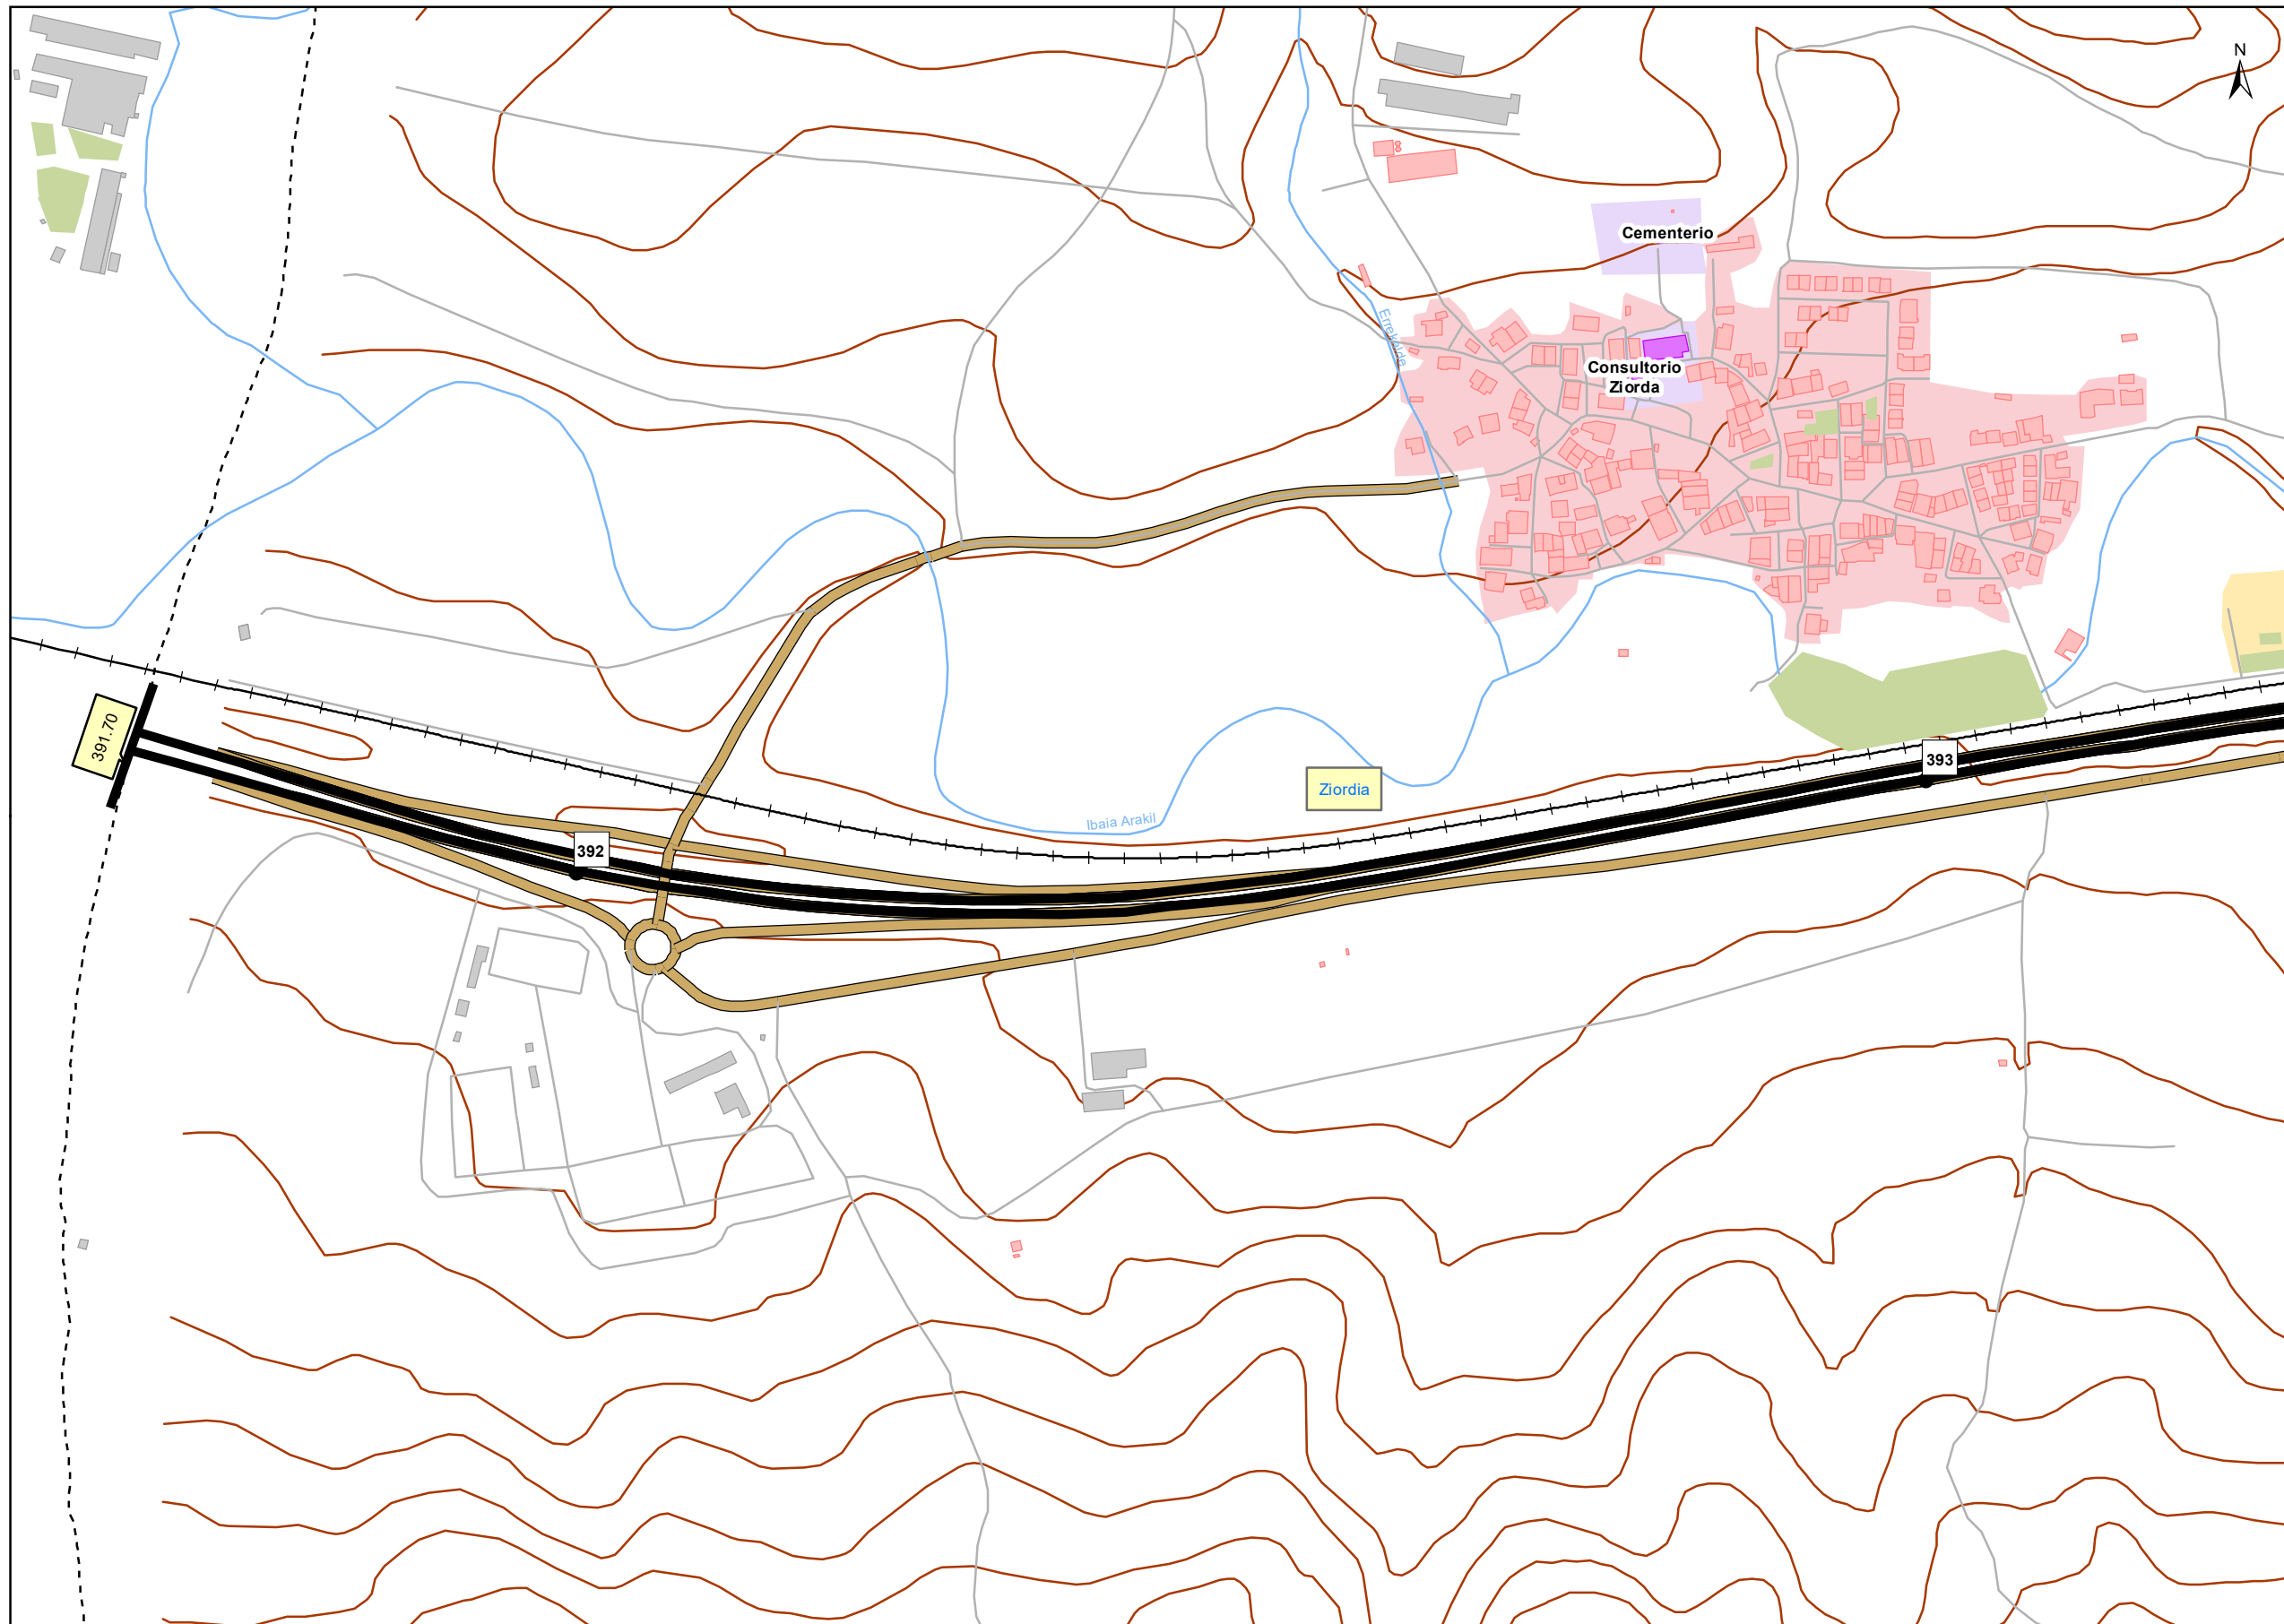 N
Cementerio
Errekalde
Consultorio
Ziorda
391.70
393
Ziordia
Ibaia Arakil
392